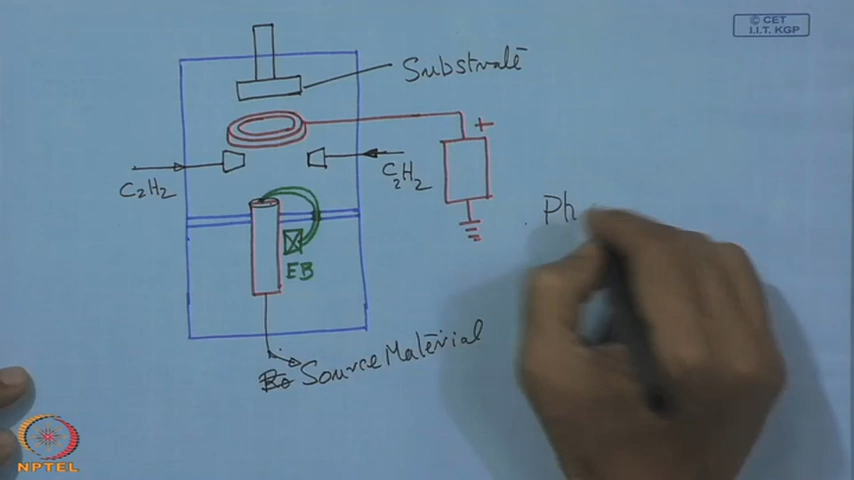 © CET
I.I.T. KGP
Substrate
+
C2H2
C2H2
Ph
EB
Source Material
NPTEL